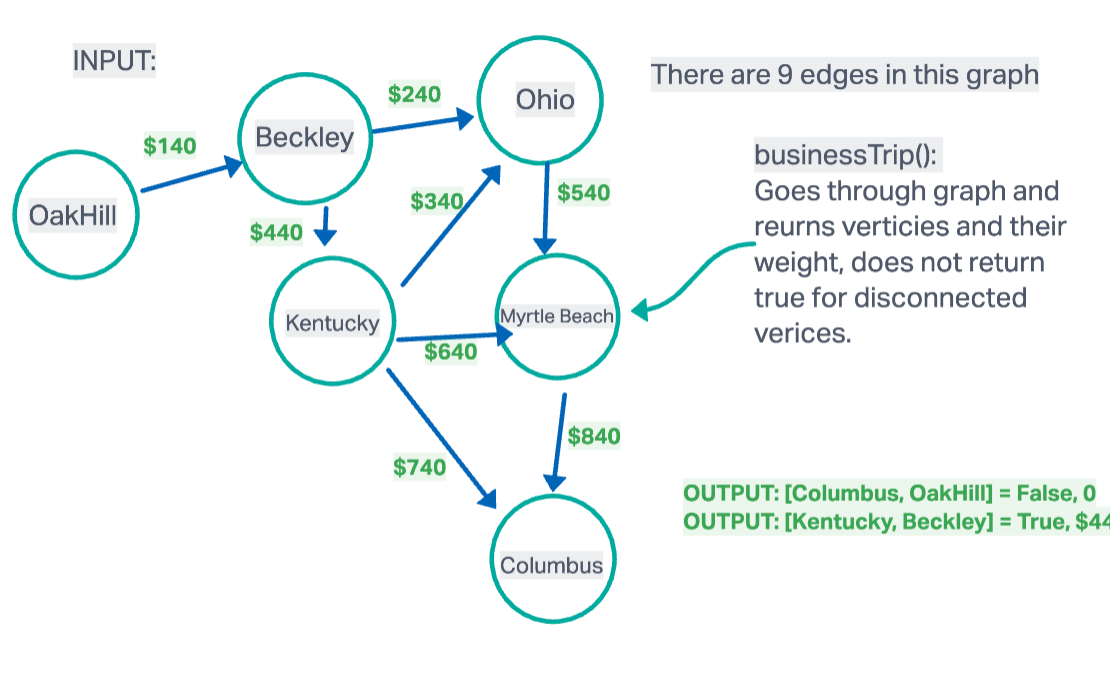 INPUT:
There are 9 edges in this graph
OakHill
$140
Beckley
$240
Ohio
$440
$340
$540
Kentucky
$640
Myrtle Beach
$740
$840
Columbus
businessTrip():
Goes through graph and
reurns verticies and their
weight, does not return
true for disconnected
verices.
OUTPUT: [Columbus, OakHill] = False, 0
OUTPUT: [Kentucky, Beckley] = True, $44